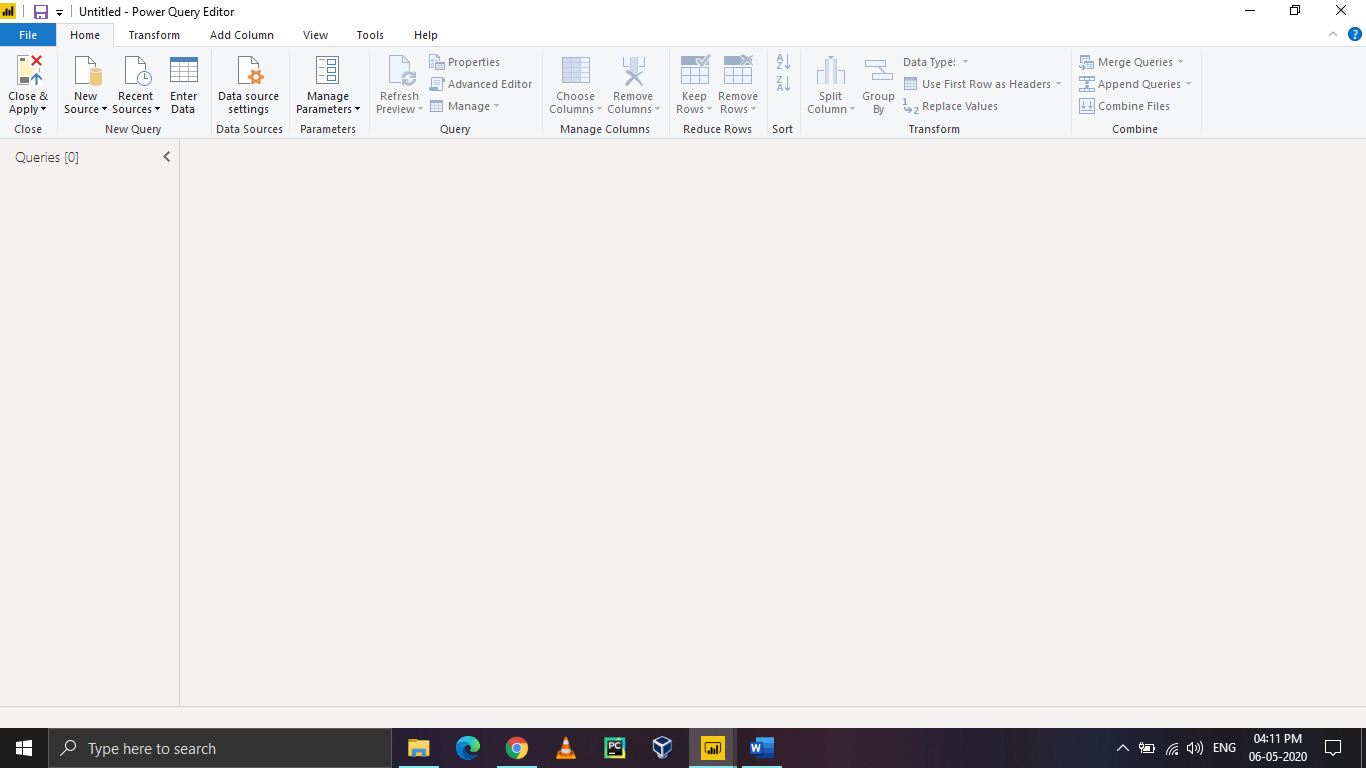 Untitled - Power Query Editor
File Home Transform Add Column View Tools Help
Close & Apply
New Source
Recent Sources
Enter Data
Data source settings
Manage Parameters
Refresh Preview
Properties
Advanced Editor
Manage
Choose Columns
Remove Columns
Keep Rows
Remove Rows
A Z
Z A
Split Column
Group By
Data Type:
Use First Row as Headers
1 2 Replace Values
Merge Queries
Append Queries
Combine Files
Close New Query Data Sources Parameters Query Manage Columns Reduce Rows Sort Transform Combine
Queries [0]
Type here to search
PC
W
ENG
04:11 PM
06-05-2020